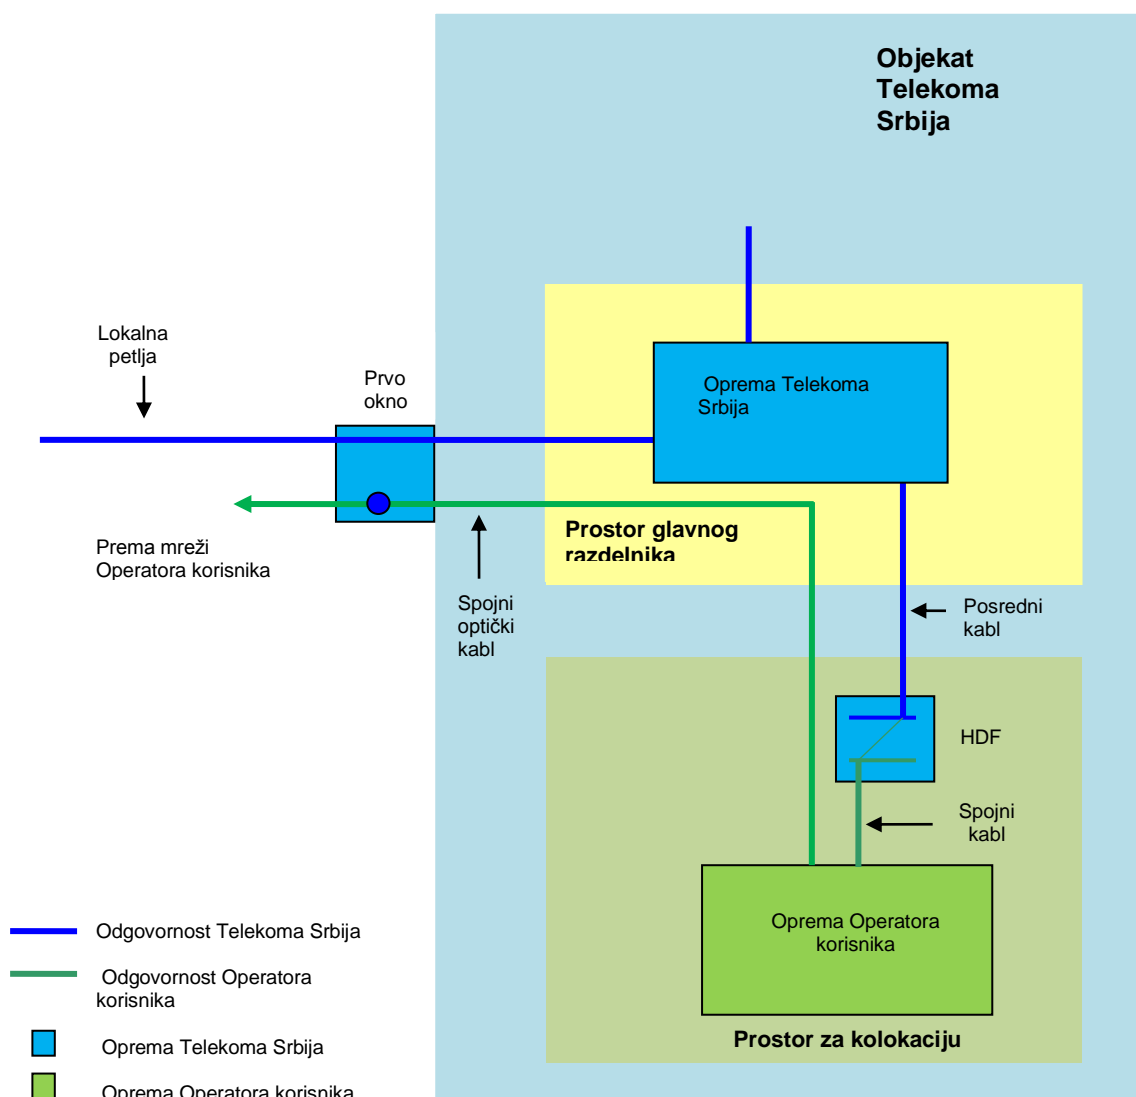 Objekat
Telekoma
Srbija
Lokalna
petlja
Prvo
okno
Oprema Telekoma
Srbija
Prostor glavnog
razdelnika
Prema mreži
Operatora korisnika
Spojni
optički
kabl
Posredni
kabl
HDF
Spojni
kabl
Oprema Operatora
korisnika
Prostor za kolokaciju
Odgovornost Telekoma Srbija
Odgovornost Operatora
korisnika
Oprema Telekoma Srbija
Oprema Operatora korisnika